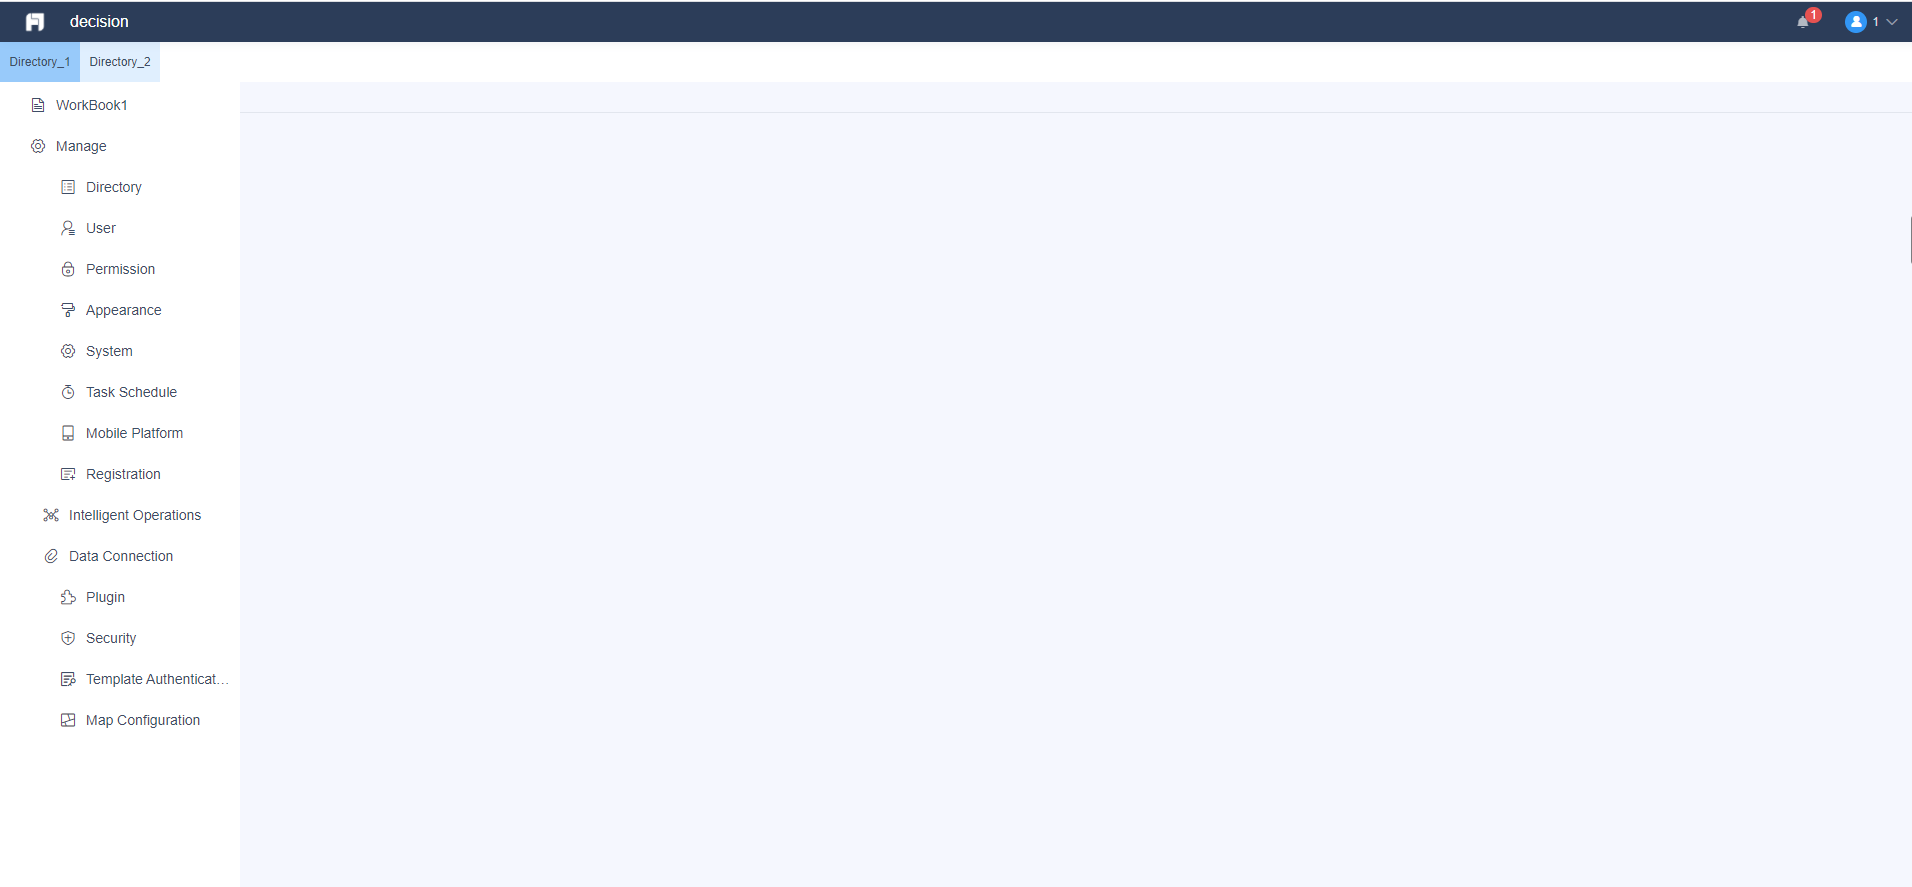 decision
1
1
Directory_1 Directory_2
WorkBook1
Manage
Directory
User
Permission
Appearance
System
Task Schedule
Mobile Platform
Registration
Intelligent Operations
Data Connection
Plugin
Security
Template Authenticat...
Map Configuration